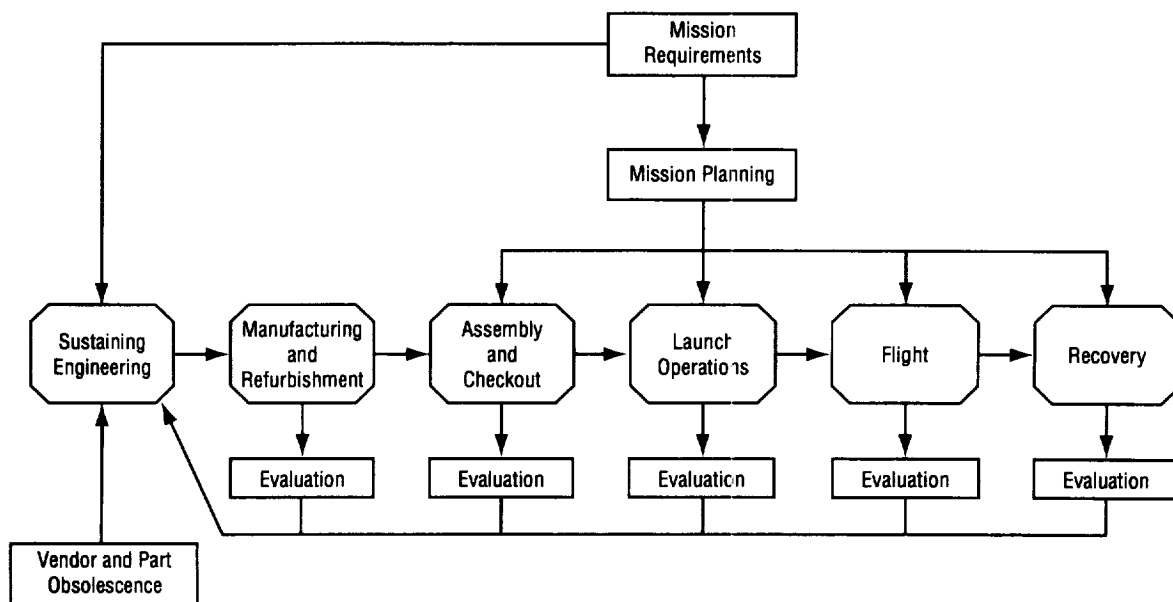 Mission
Requirements
Mission Planning
Sustaining
Engineering
Manufacturing
and
Refurbishment
Assembly
and
Checkout
Launch
Operations
Flight
Recovery
Evaluation
Evaluation
Evaluation
Evaluation
Evaluation
Vendor and Part
Obsolescence